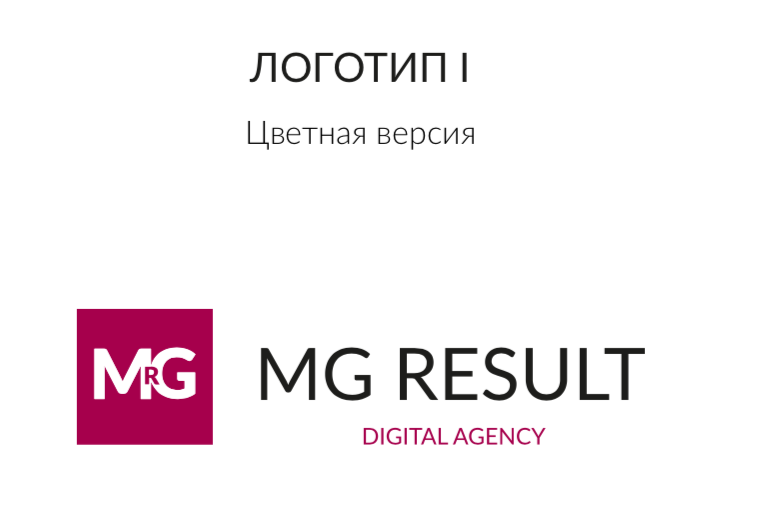 ЛОГОТИП I
Цветная версия
MRG
MG RESULT
DIGITAL AGENCY